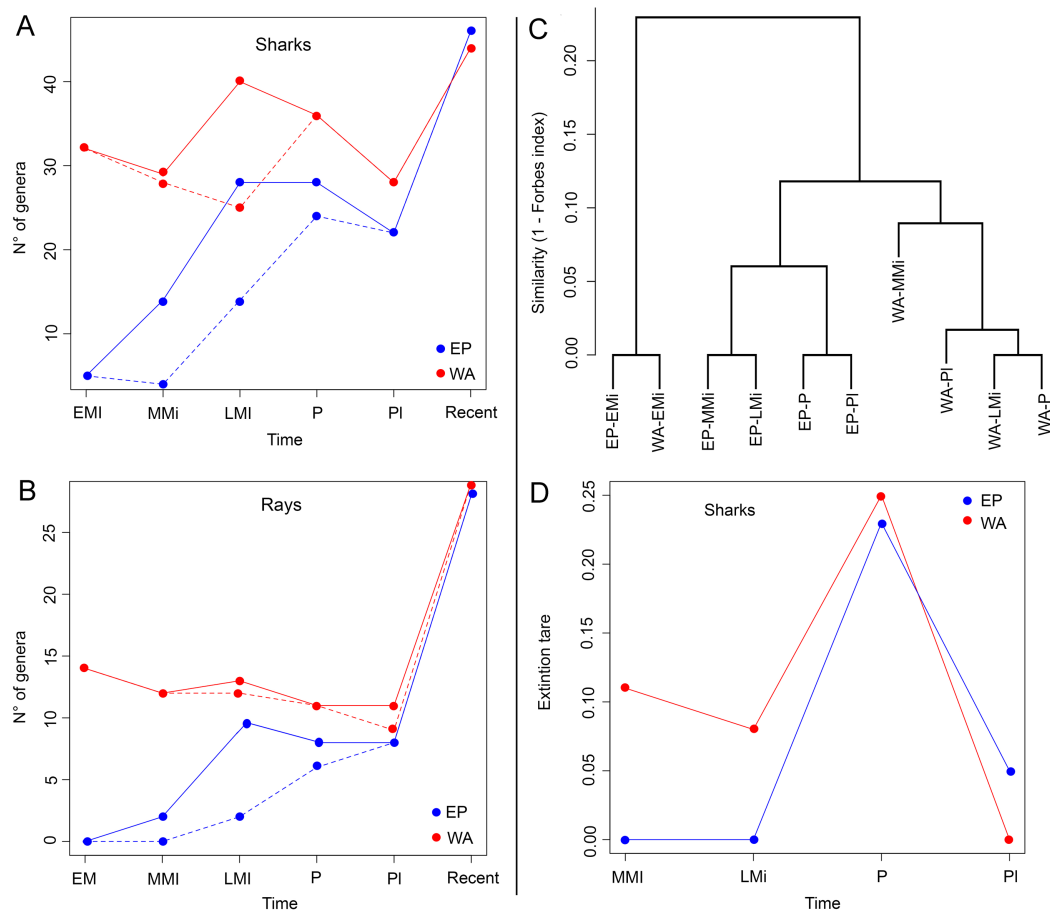 A
Sharks
N° of genera
40
30
20
10
EP
WA
EMI MMi LMI P Pl Recent
Time
B
Rays
N° of genera
25
20
15
10
5
0
EP
WA
EM MMI LMI P Pl Recent
Time
C
Similarity (1 - Forbes index)
0.20
0.15
0.10
0.05
0.00
EP-EMi
WA-EMi
EP-MMi
EP-LMi
EP-P
EP-Pl
WA-MMi
WA-Pl
WA-LMi
WA-P
D
Sharks
EP
WA
Extintion tare
0.25
0.20
0.15
0.10
0.05
0.00
MMI LMi P Pl
Time